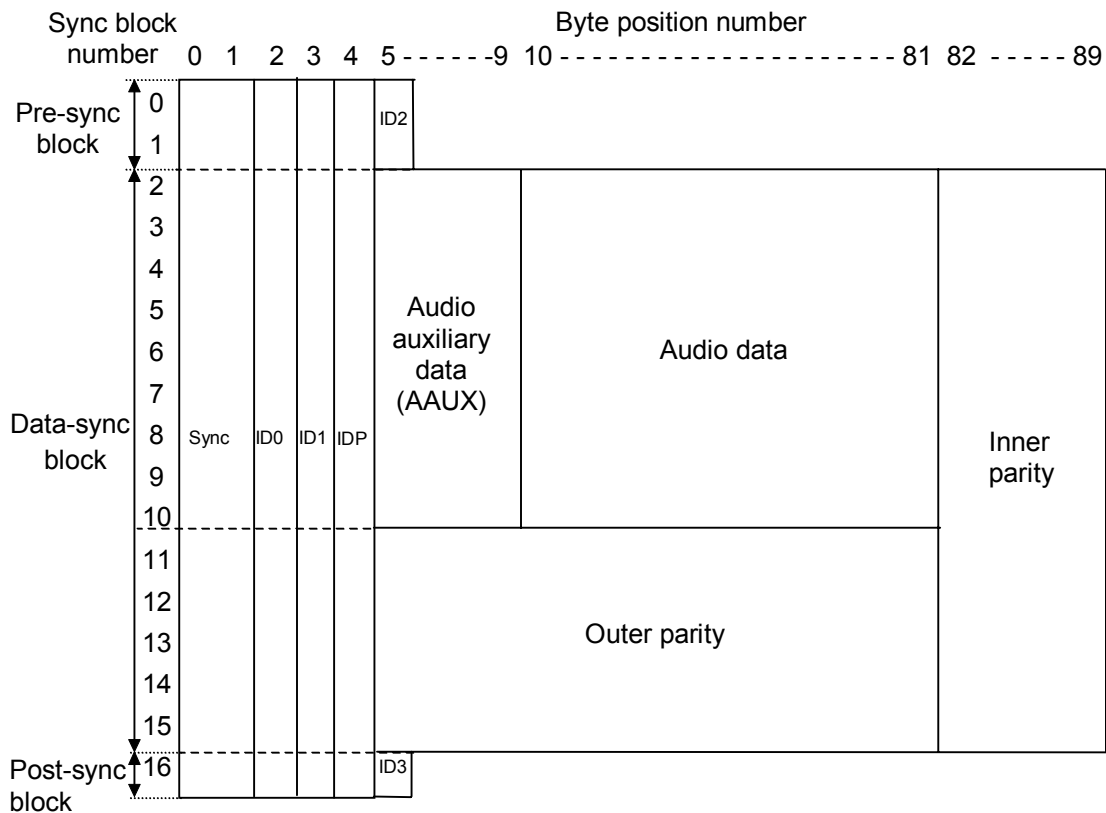 Sync block number
Byte position number
0 1 2 3 4 5 - - - - - -9 10 - - - - - - - - - - - - - - - - - - - - - - 81 82 - - - - - 89
Pre-sync block
0
1
ID2
Data-sync block
2
3
4
5
6
7
8
9
10
11
12
13
14
15
Sync
ID0
ID1
IDP
Audio auxiliary data (AAUX)
Audio data
Inner parity
Outer parity
Post-sync block
16
ID3